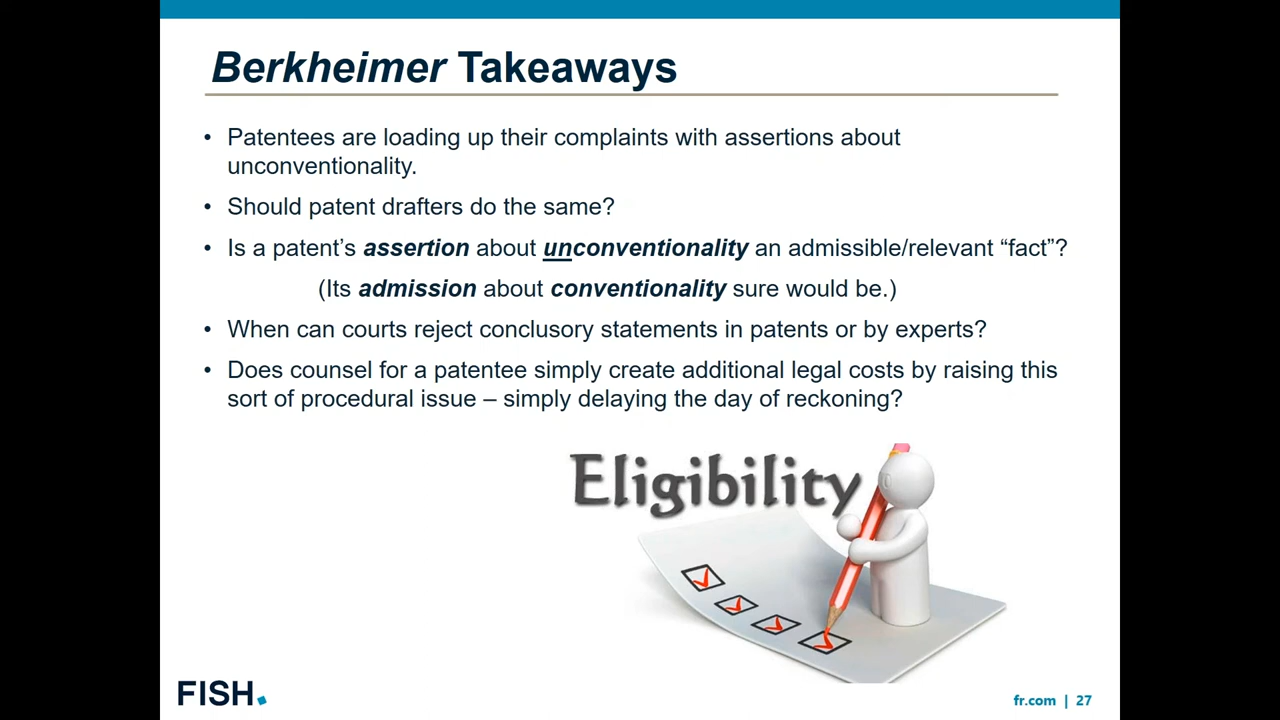 Berkheimer Takeaways
• Patentees are loading up their complaints with assertions about
unconventionality.
• Should patent drafters do the same?
• Is a patent’s assertion about unconventionality an admissible/relevant “fact”?
(Its admission about conventionality sure would be.)
• When can courts reject conclusory statements in patents or by experts?
• Does counsel for a patentee simply create additional legal costs by raising this
sort of procedural issue – simply delaying the day of reckoning?
Eligibility
FISH.
fr.com | 27